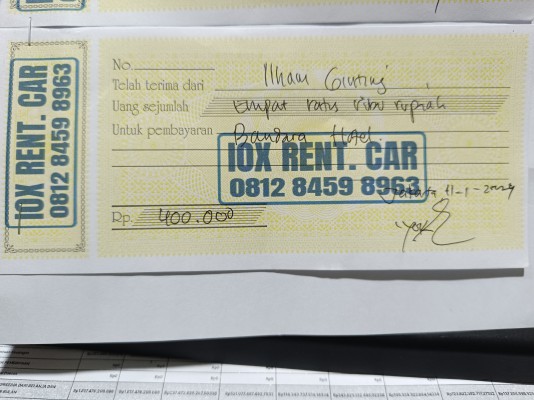 IOX RENT. CAR
0812 8459 8963
No.
Telah terima dari Ilham Ginting
Uang sejumlah Empat ratus ribu rupiah
Untuk pembayaran Bandara Hotel.
IOX RENT. CAR
0812 8459 8963
Jakarta 11-1-2024
Rp. 400.000